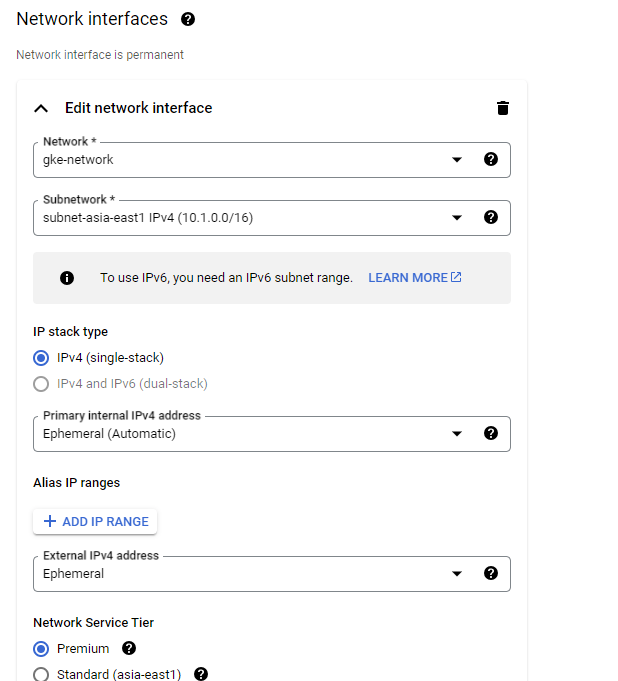 Network interfaces
Network interface is permanent
Edit network interface
Network *
gke-network
Subnetwork *
subnet-asia-east1 IPv4 (10.1.0.0/16)
To use IPv6, you need an IPv6 subnet range. LEARN MORE
IP stack type
IPv4 (single-stack)
IPv4 and IPv6 (dual-stack)
Primary internal IPv4 address
Ephemeral (Automatic)
Alias IP ranges
+ ADD IP RANGE
External IPv4 address
Ephemeral
Network Service Tier
Premium
Standard (asia-east1)